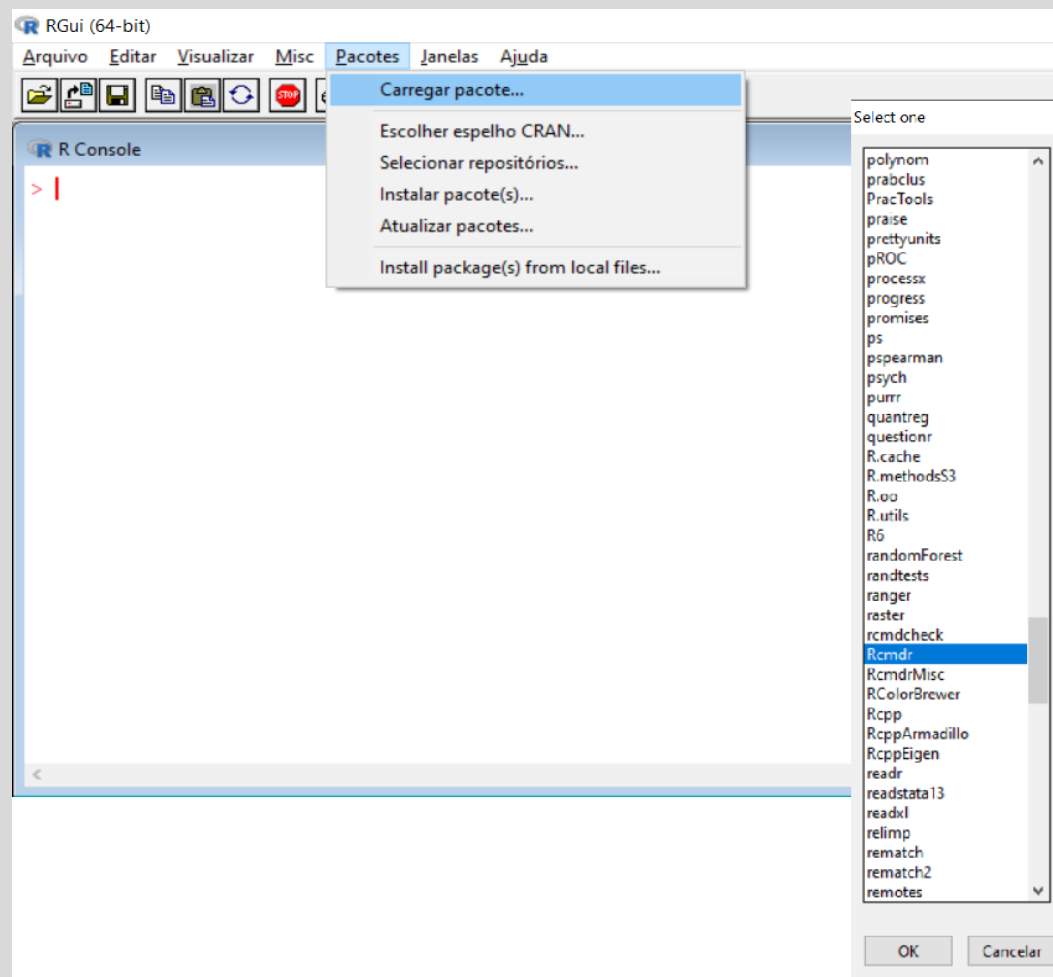 RGui (64-bit)
Arquivo Editar Visualizar Misc Pacotes Janelas Ajuda
STOP
Carregar pacote...
Escolher espelho CRAN...
Selecionar repositórios...
Instalar pacote(s)...
Atualizar pacotes...
Install package(s) from local files...
R Console
>
Select one
polynom
prabclus
PracTools
praise
prettyunits
pROC
processx
progress
promises
ps
pspearman
psych
purrr
quantreg
questionr
R.cache
R.methodsS3
R.oo
R.utils
R6
randomForest
randtests
ranger
raster
rcmdcheck
Rcmdr
RcmdrMisc
RColorBrewer
Rcpp
RcppArmadillo
RcppEigen
readr
readstata13
readxl
relimp
rematch
rematch2
remotes
OK Cancelar